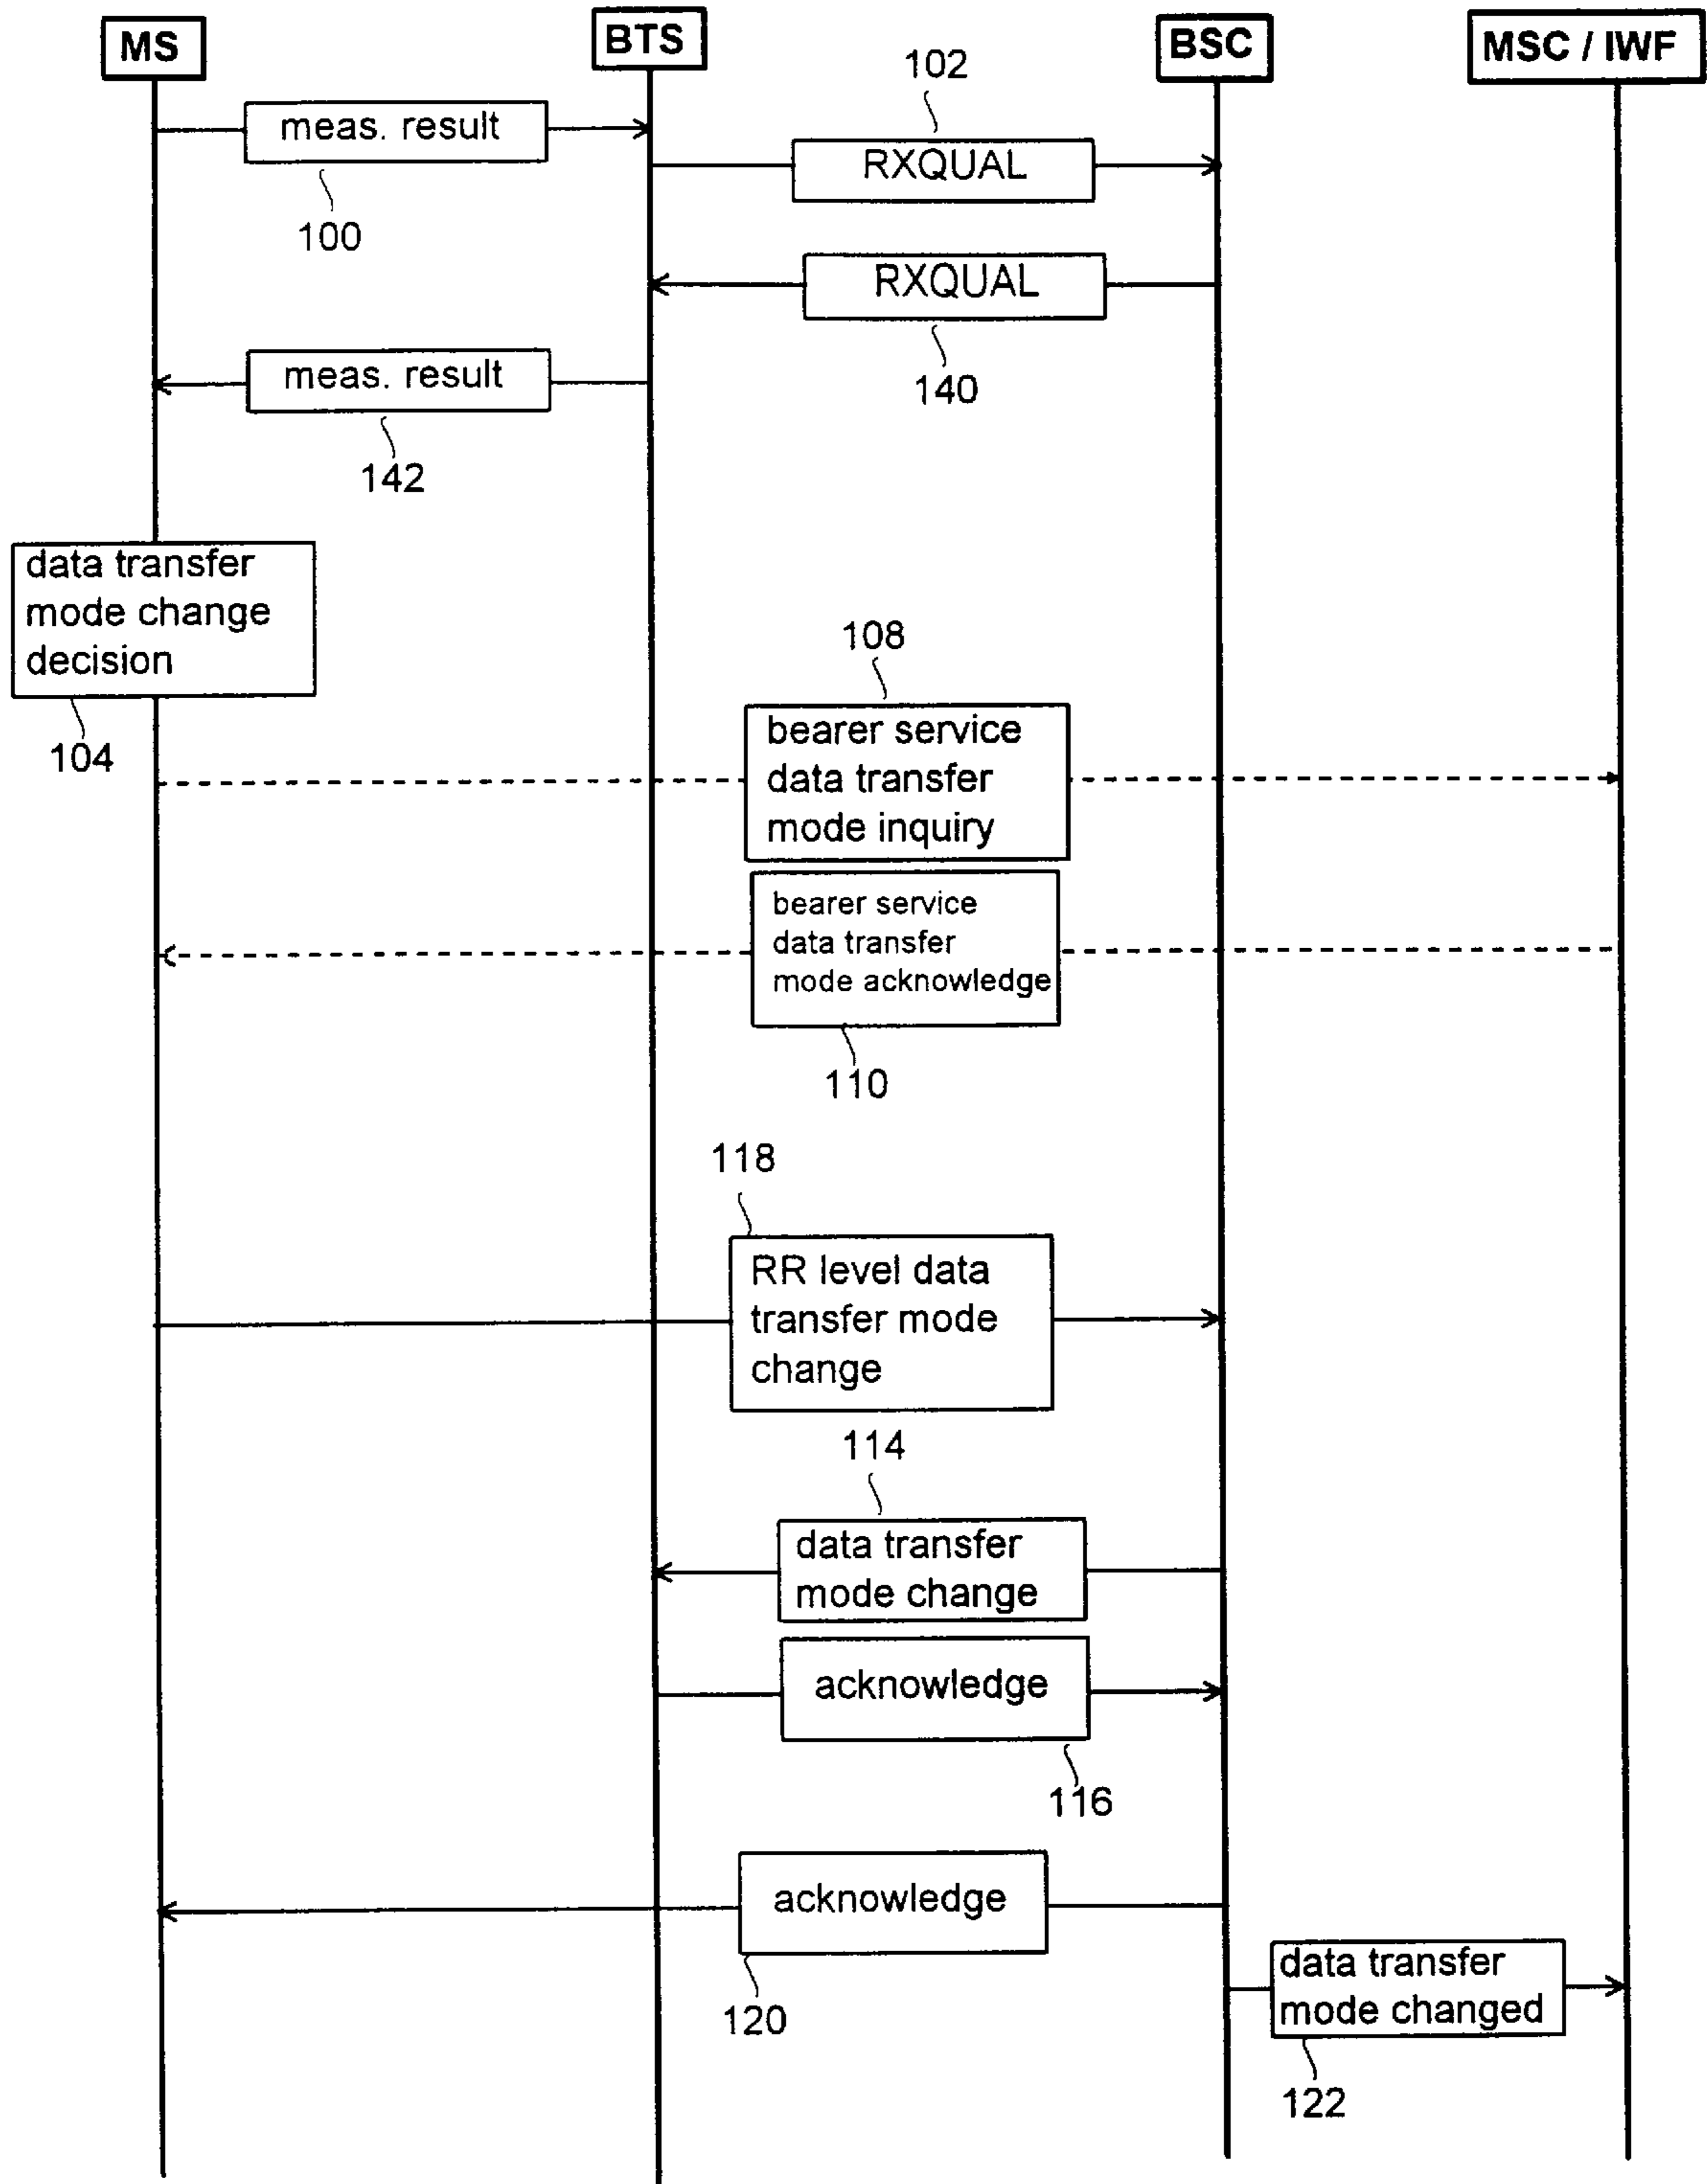 MS
BTS
BSC
MSC / IWF
102
meas. result
RXQUAL
100
RXQUAL
140
meas. result
142
data transfer
mode change
decision
104
108
bearer service
data transfer
mode inquiry
bearer service
data transfer
mode acknowledge
110
118
RR level data
transfer mode
change
114
data transfer
mode change
acknowledge
116
acknowledge
120
data transfer
mode changed
122